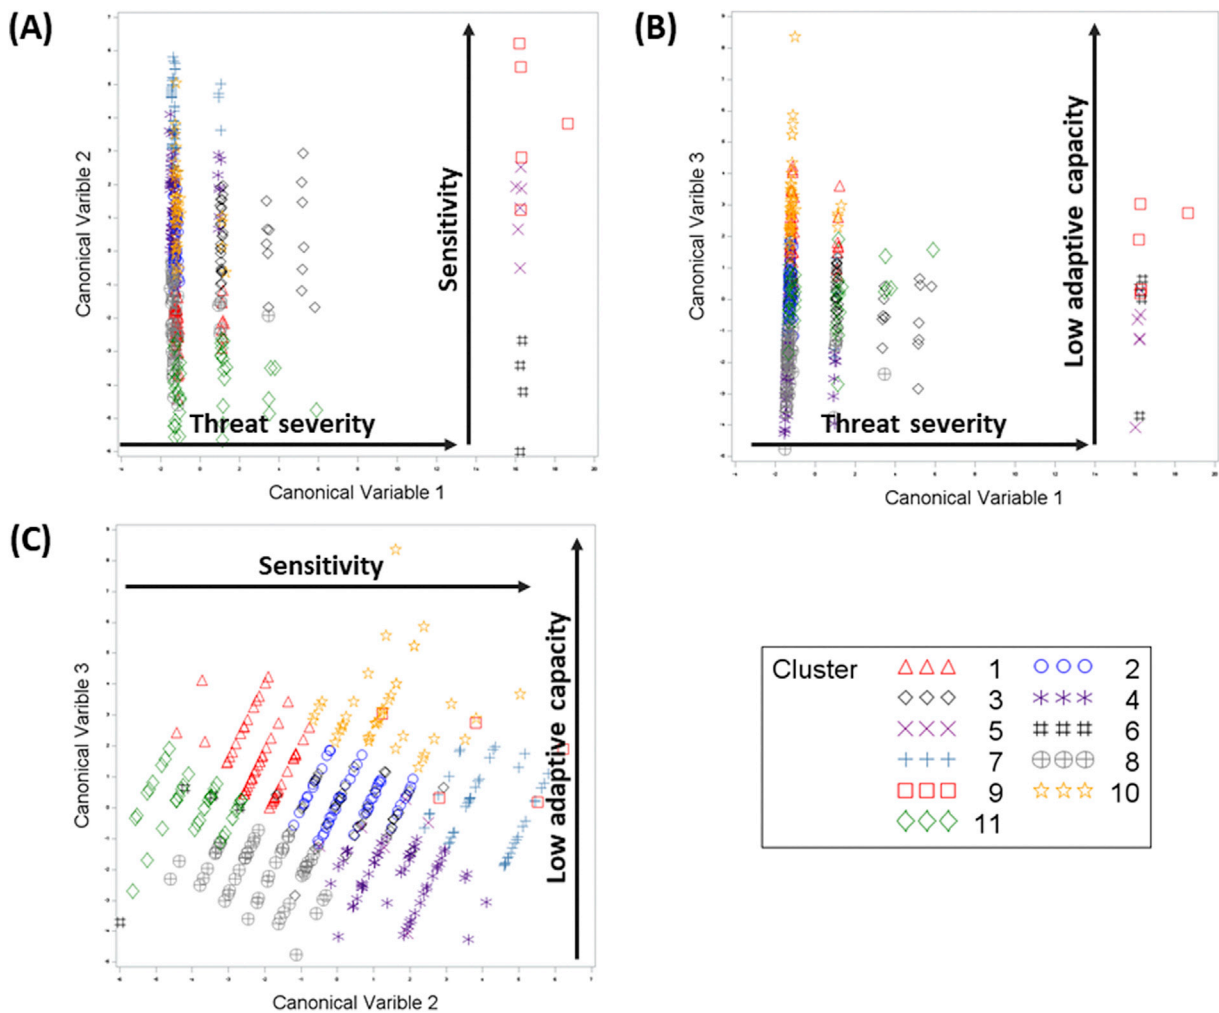 (A)
Canonical Varible 2
Sensitivity
Threat severity
Canonical Variable 1
(B)
Canonical Varible 3
Low adaptive capacity
Threat severity
Canonical Variable 1
(C)
Canonical Varible 3
Sensitivity
Low adaptive capacity
Canonical Varible 2
Cluster
1
2
3
4
5
6
7
8
9
10
11